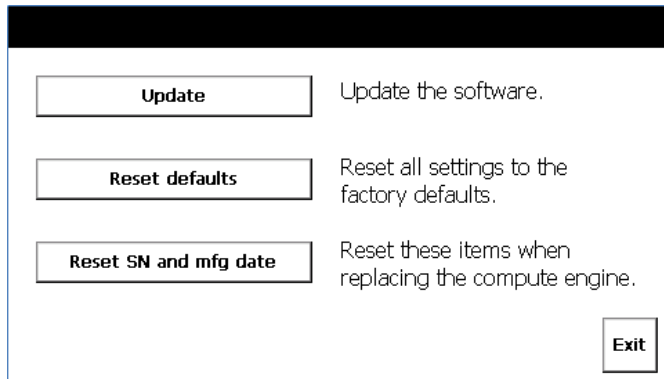 Update
Update the software.
Reset defaults
Reset all settings to the
factory defaults.
Reset SN and mfg date
Reset these items when
replacing the compute engine.
Exit